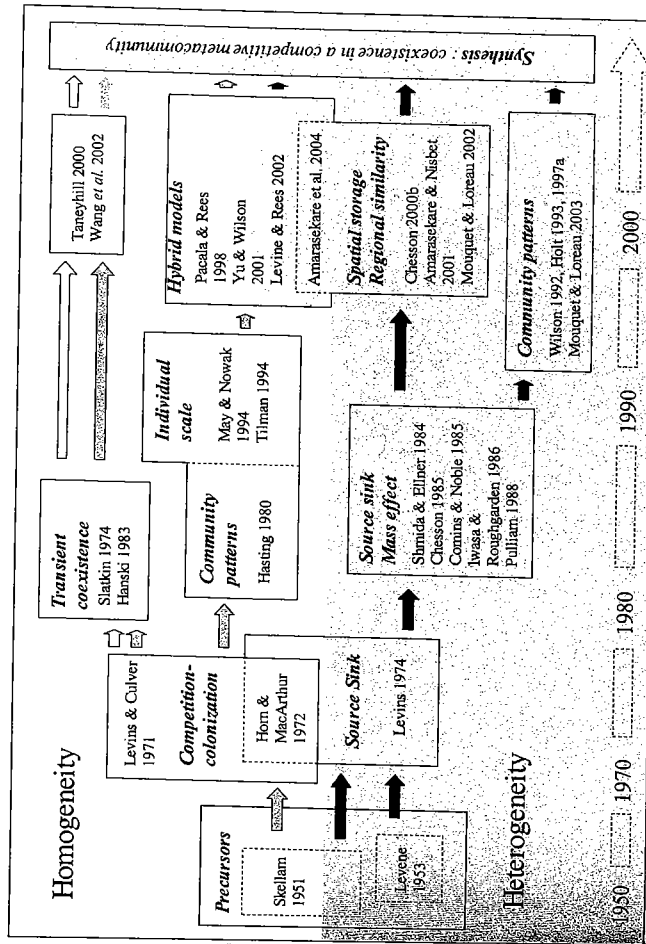 Homogeneity
Precursors
Skellam
1951
Levene
1953
Levins & Culver
1971
Competition-
colonization
Horn &
MacArthur
1972
Source Sink
Levins 1974
Transient
coexistence
Slatkin 1974
Hanski 1983
Community
patterns
Hasting 1980
Individual
scale
May & Nowak
1994
Tilman 1994
Source sink
Mass effect
Shmida & Ellner 1984
Chesson 1985
Comins & Noble 1985
Iwasa &
Roughgarden 1986
Pulliam 1988
Taneyhill 2000
Wang et al. 2002
Hybrid models
Pacala & Rees
1998
Yu & Wilson
2001
Levine & Rees 2002
Amarasekare et al. 2004
Spatial storage
Regional similarity
Chesson 2000b
Amarasekare & Nisbet
2001
Mouquet & Loreau 2002
Community patterns
Wilson 1992, Holt 1993, 1997a
Mouquet & Loreau 2003
Synthesis : coexistence in a competitive metacommunity
Heterogeneity
1950
1970
1980
1990
2000